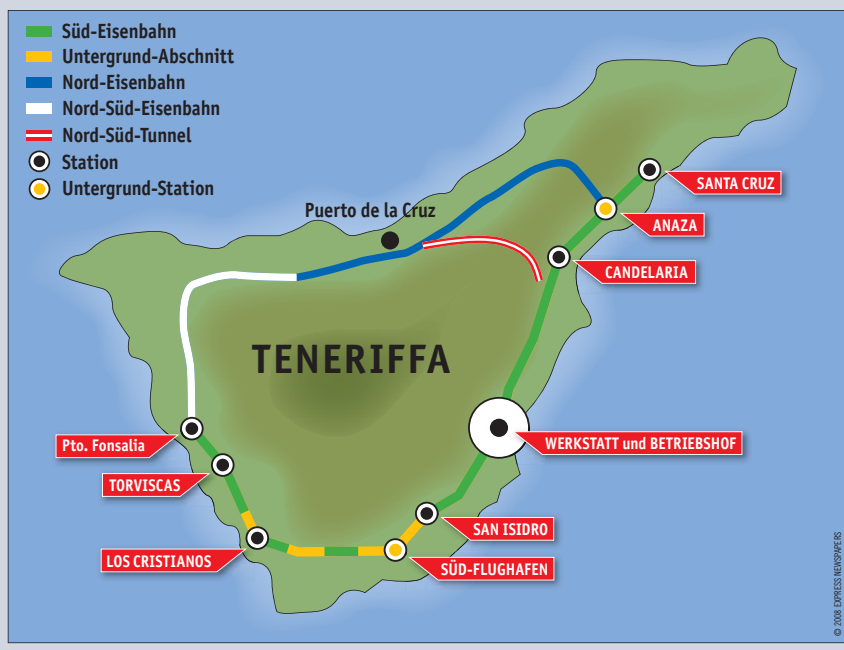 Süd-Eisenbahn
Untergrund-Abschnitt
Nord-Eisenbahn
Nord-Süd-Eisenbahn
Nord-Süd-Tunnel
Station
Untergrund-Station
SANTA CRUZ
Puerto de la Cruz
ANAZA
CANDELARIA
TENERIFFA
Pto. Fonsalia
WERKSTATT und BETRIEBSHOF
TORVISCAS
SAN ISIDRO
LOS CRISTIANOS
SÜD-FLUGHAFEN
© 2008 EXPRESS NEWSPAPERS